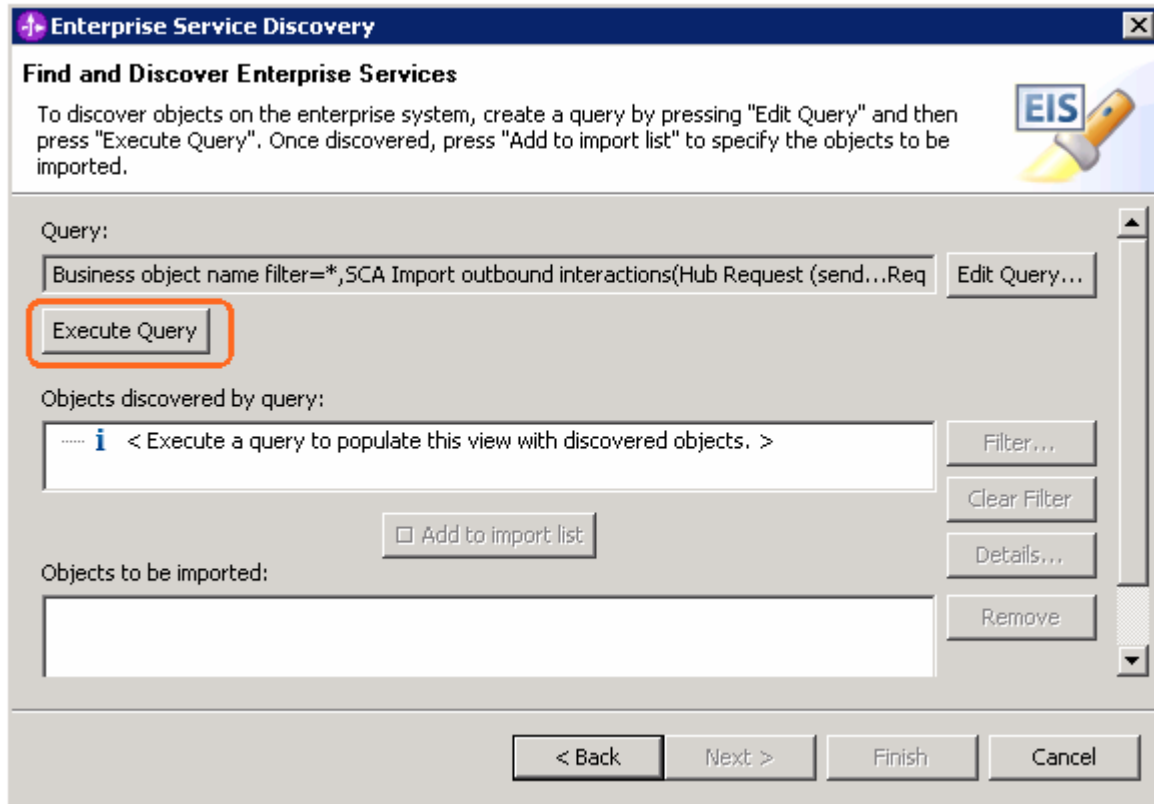 Enterprise Service Discovery
Find and Discover Enterprise Services
To discover objects on the enterprise system, create a query by pressing "Edit Query" and then
press "Execute Query". Once discovered, press "Add to import list" to specify the objects to be
imported.
EIS
Query:
Business object name filter=*,SCA Import outbound interactions(Hub Request (send...Req
Edit Query...
Execute Query
Objects discovered by query:
< Execute a query to populate this view with discovered objects. >
Filter...
Clear Filter
Add to import list
Details...
Objects to be imported:
Remove
< Back
Next >
Finish
Cancel